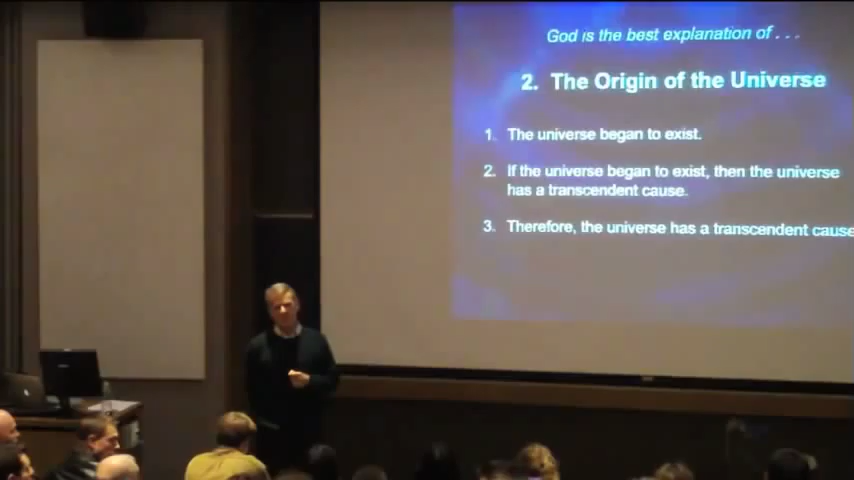 God is the best explanation of . . .
2. The Origin of the Universe
1. The universe began to exist.
2. If the universe began to exist, then the universe
has a transcendent cause.
3. Therefore, the universe has a transcendent cause